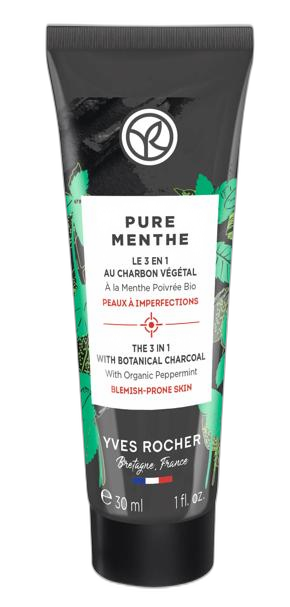 PURE
MENTHE
LE 3 EN 1
AU CHARBON VÉGÉTAL
À la Menthe Poivrée Bio
PEAUX À IMPERFECTIONS
THE 3 IN 1
WITH BOTANICAL CHARCOAL
With Organic Peppermint
BLEMISH-PRONE SKIN
YVES ROCHER
Bretagne, France
℮ 30 ml 1 fl. oz.